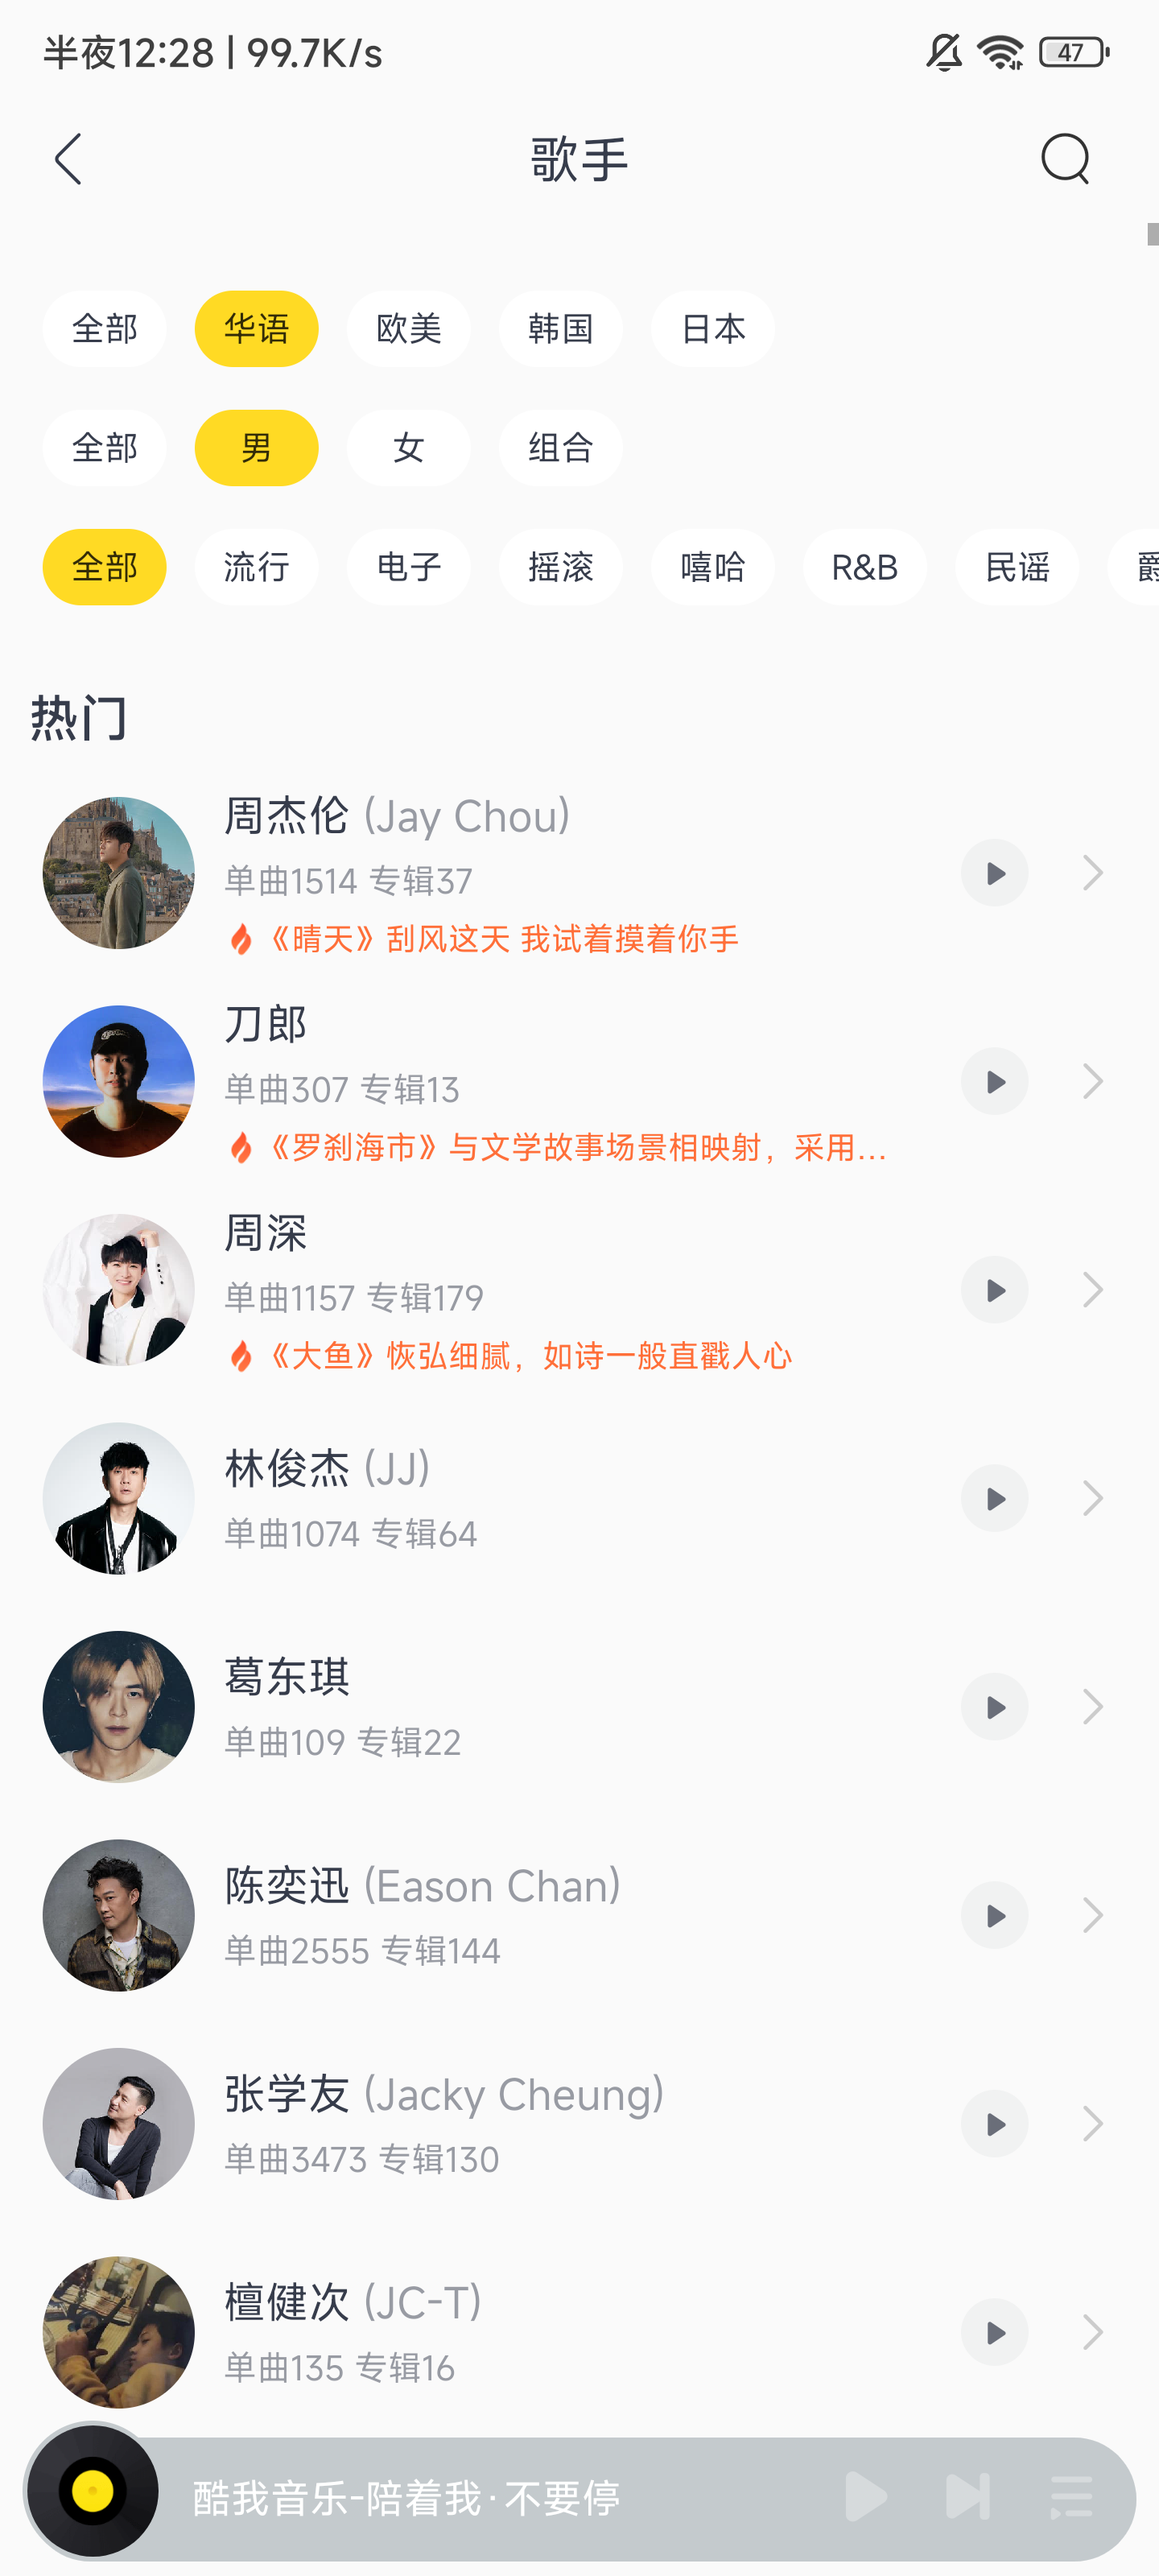 半夜12:28 | 99.7K/s
47
歌手
全部 华语 欧美 韩国 日本
全部 男 女 组合
全部 流行 电子 摇滚 嘻哈 R&B 民谣 爵
热门
周杰伦 (Jay Chou)
单曲1514 专辑37
《晴天》刮风这天 我试着摸着你手
刀郎
单曲307 专辑13
《罗刹海市》与文学故事场景相映射，采用...
周深
单曲1157 专辑179
《大鱼》恢弘细腻，如诗一般直戳人心
林俊杰 (JJ)
单曲1074 专辑64
葛东琪
单曲109 专辑22
陈奕迅 (Eason Chan)
单曲2555 专辑144
张学友 (Jacky Cheung)
单曲3473 专辑130
檀健次 (JC-T)
单曲135 专辑16
酷我音乐-陪着我·不要停